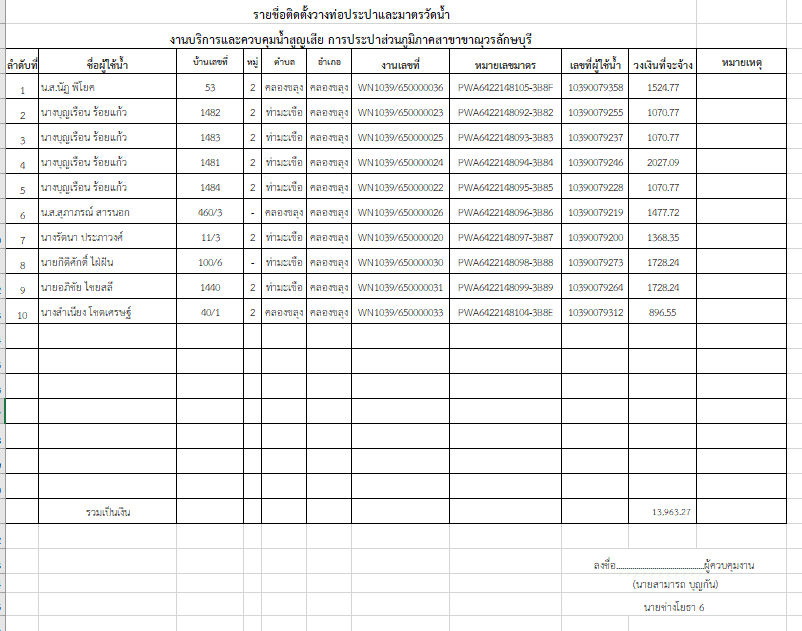 รายชื่อติดตั้งวางท่อประปาและมาตรวัดน้ำ
งานบริการและควบคุมน้ำสูญเสีย การประปาส่วนภูมิภาคสาขาขาณุวรลักษบุรี
ลำดับที่ ชื่อผู้ใช้น้ำ บ้านเลขที่ หมู่ ตำบล อำเภอ งานเลขที่ หมายเลขมาตร เลขที่ผู้ใช้น้ำ วงเงินที่จะจ้าง หมายเหตุ
1 น.ส.นัฏ พิโยค 53 2 คลองขลุง คลองขลุง WN1039/650000036 PWA6422148105-3B8F 10390079358 1524.77
2 นางบุญเรือน ร้อยแก้ว 1482 2 ท่ามะเขือ คลองขลุง WN1039/650000023 PWA6422148092-3B82 10390079255 1070.77
3 นางบุญเรือน ร้อยแก้ว 1483 2 ท่ามะเขือ คลองขลุง WN1039/650000025 PWA6422148093-3B83 10390079237 1070.77
4 นางบุญเรือน ร้อยแก้ว 1481 2 ท่ามะเขือ คลองขลุง WN1039/650000024 PWA6422148094-3B84 10390079246 2027.09
5 นางบุญเรือน ร้อยแก้ว 1484 2 ท่ามะเขือ คลองขลุง WN1039/650000022 PWA6422148095-3B85 10390079228 1070.77
6 น.ส.สุภาภรณ์ สารนอก 460/3 - คลองขลุง คลองขลุง WN1039/650000026 PWA6422148096-3B86 10390079219 1477.72
7 นางรัตนา ประภาวงศ์ 11/3 2 ท่ามะเขือ คลองขลุง WN1039/650000020 PWA6422148097-3B87 10390079200 1368.35
8 นายกิติศักดิ์ ไฝฝัน 100/6 - ท่ามะเขือ คลองขลุง WN1039/650000030 PWA6422148098-3B88 10390079273 1728.24
9 นายอภิชัย ไชยสลี 1440 2 ท่ามะเขือ คลองขลุง WN1039/650000031 PWA6422148099-3B89 10390079264 1728.24
10 นางสำเนียง โชตเศรษฐ์ 40/1 2 คลองขลุง คลองขลุง WN1039/650000033 PWA6422148104-3B8E 10390079312 896.55
รวมเป็นเงิน 13,963.27
ลงชื่อ..............................ผู้ควบคุมงาน
(นายสามารถ บุญกัน)
นายช่างโยธา 6